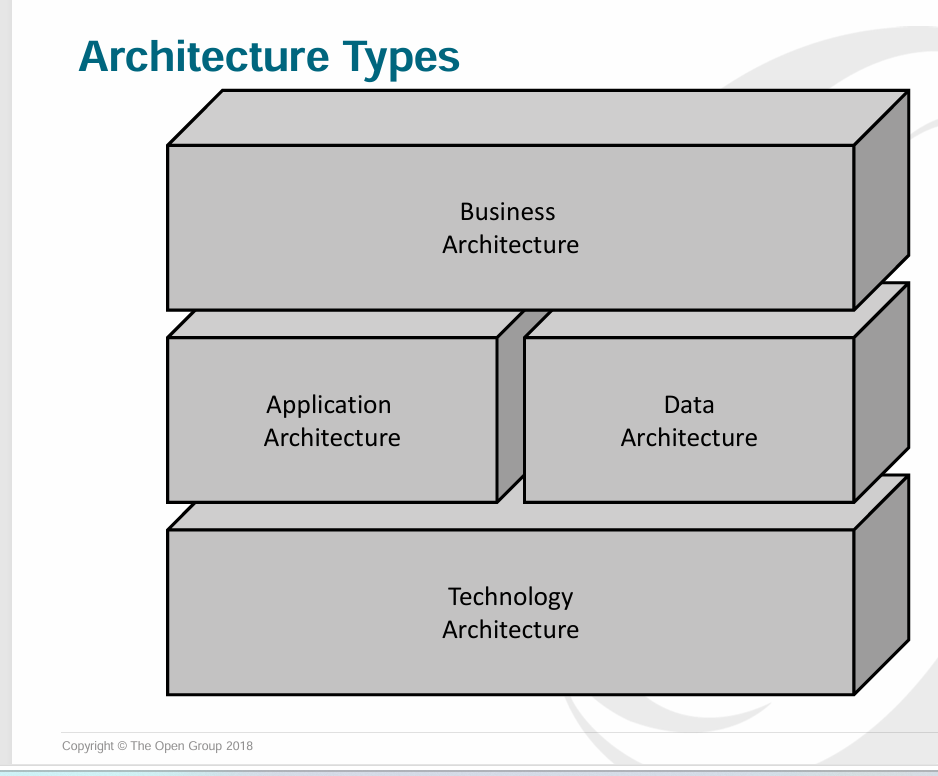 Architecture Types
Business
Architecture
Application
Architecture
Data
Architecture
Technology
Architecture
Copyright © The Open Group 2018